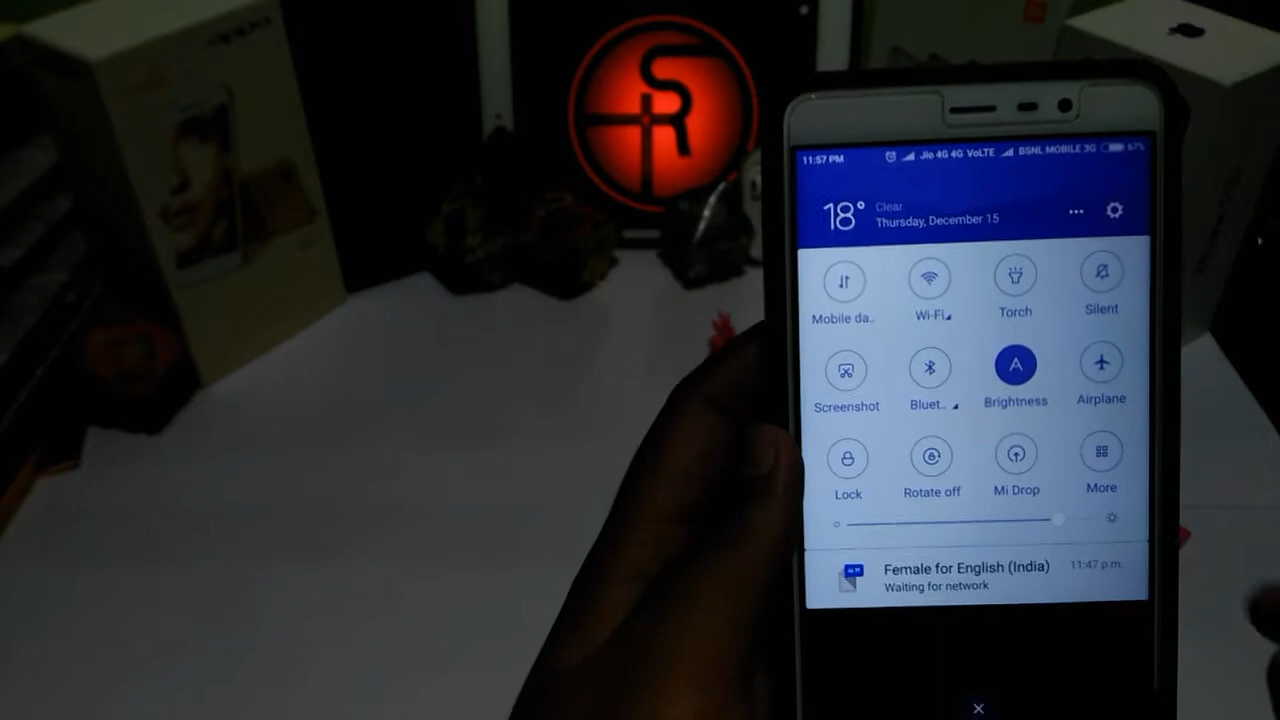 oppo
SR
11:57 PM
Jio 4G 4G VoLTE
BSNL MOBILE 3G
67%
18°
Clear
Thursday, December 15
Mobile da..
Wi-Fi
Torch
Silent
Screenshot
Bluet..
A
Brightness
Airplane
Lock
Rotate off
Mi Drop
More
Female for English (India)
11:47 p.m.
Waiting for network